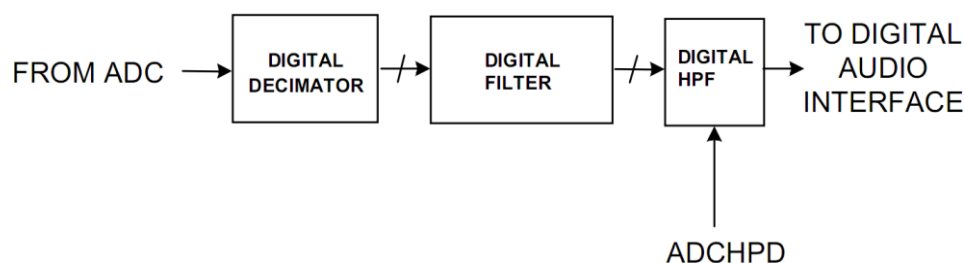 FROM ADC
DIGITAL
DECIMATOR
DIGITAL
FILTER
DIGITAL
HPF
TO DIGITAL
AUDIO
INTERFACE
ADCHPD